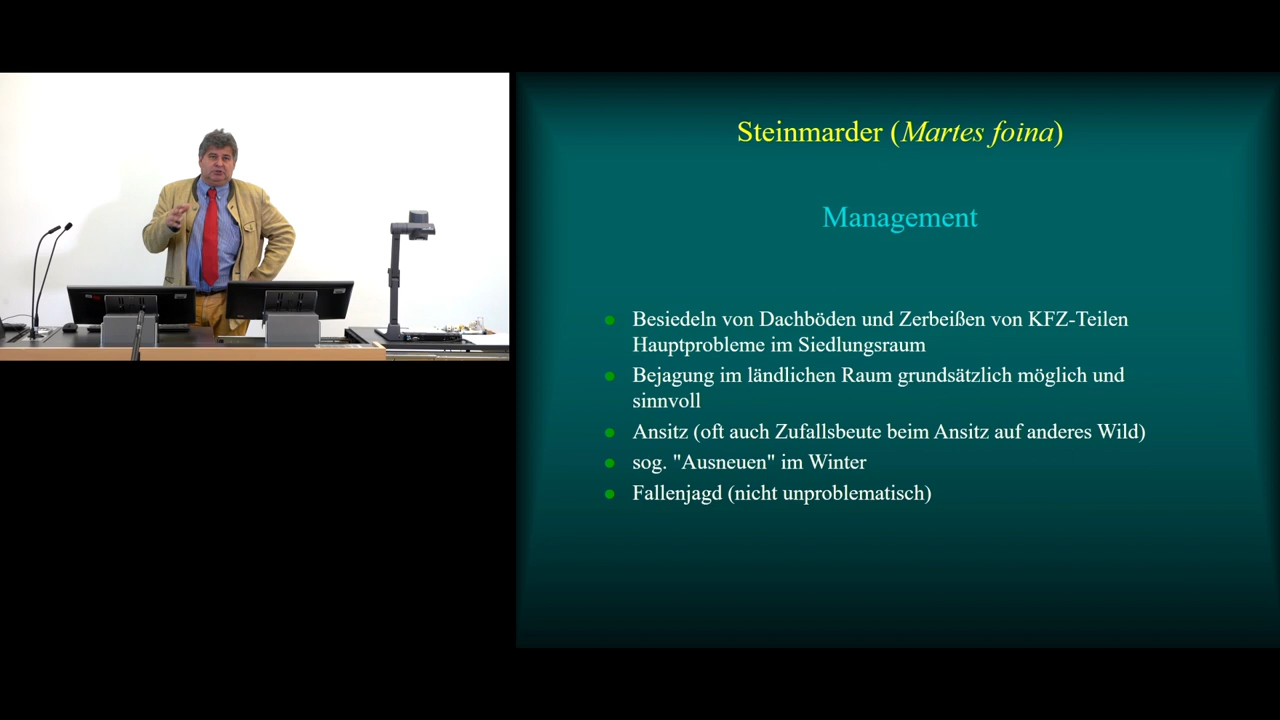 Steinmarder (Martes foina)
Management
Besiedeln von Dachböden und Zerbeißen von KFZ-Teilen
Hauptprobleme im Siedlungsraum
Bejagung im ländlichen Raum grundsätzlich möglich und
sinnvoll
Ansitz (oft auch Zufallsbeute beim Ansitz auf anderes Wild)
sog. "Ausneuen" im Winter
Fallenjagd (nicht unproblematisch)